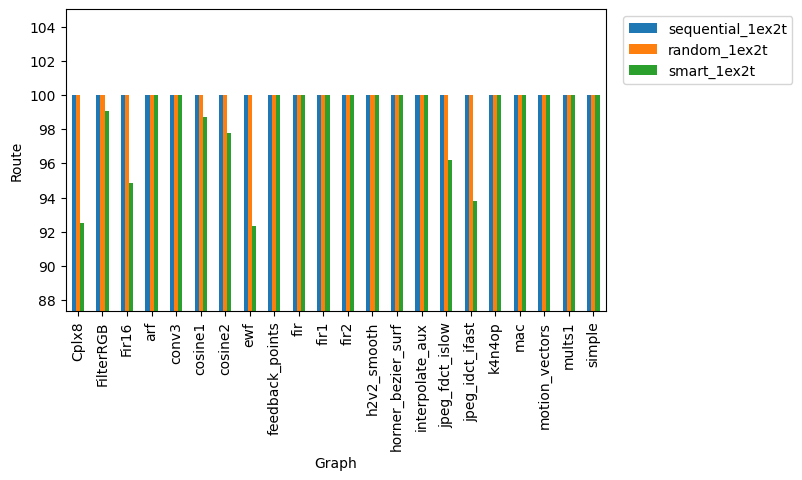 104
102
100
98
96
94
92
90
88
Route
sequential_1ex2t
random_1ex2t
smart_1ex2t
Cplx8
FilterRGB
Fir16
arf
conv3
cosine1
cosine2
ewf
feedback_points
fir
fir1
fir2
h2v2_smooth
horner_bezier_surf
interpolate_aux
jpeg_fdct_islow
jpeg_idct_ifast
k4n4op
mac
motion_vectors
mults1
simple
Graph